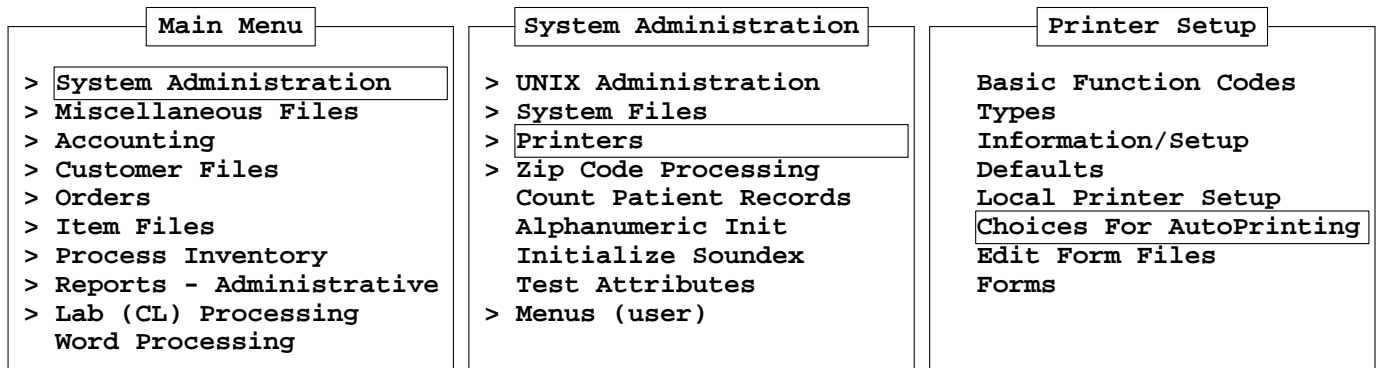 Main Menu
> System Administration
> Miscellaneous Files
> Accounting
> Customer Files
> Orders
> Item Files
> Process Inventory
> Reports - Administrative
> Lab (CL) Processing
Word Processing
System Administration
> UNIX Administration
> System Files
> Printers
> Zip Code Processing
Count Patient Records
Alphanumeric Init
Initialize Soundex
Test Attributes
> Menus (user)
Printer Setup
Basic Function Codes
Types
Information/Setup
Defaults
Local Printer Setup
Choices For AutoPrinting
Edit Form Files
Forms